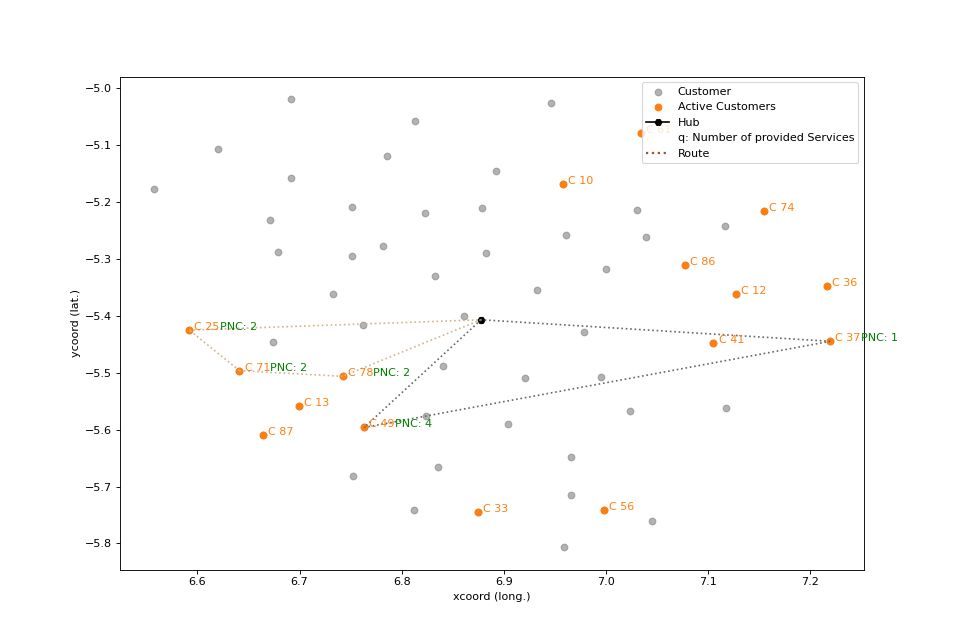 −5.0
−5.1
−5.2
−5.3
−5.4
−5.5
−5.6
−5.7
−5.8
ycoord (lat.)
6.6 6.7 6.8 6.9 7.0 7.1 7.2
xcoord (long.)
Customer
Active Customers
Hub
q: Number of provided Services
Route
C 61
C 10
C 74
C 86
C 36
C 12
C 25 PNC: 2
C 41
C 37 PNC: 1
C 71 PNC: 2
C 78 PNC: 2
C 13
C 49 PNC: 4
C 87
C 33
C 56